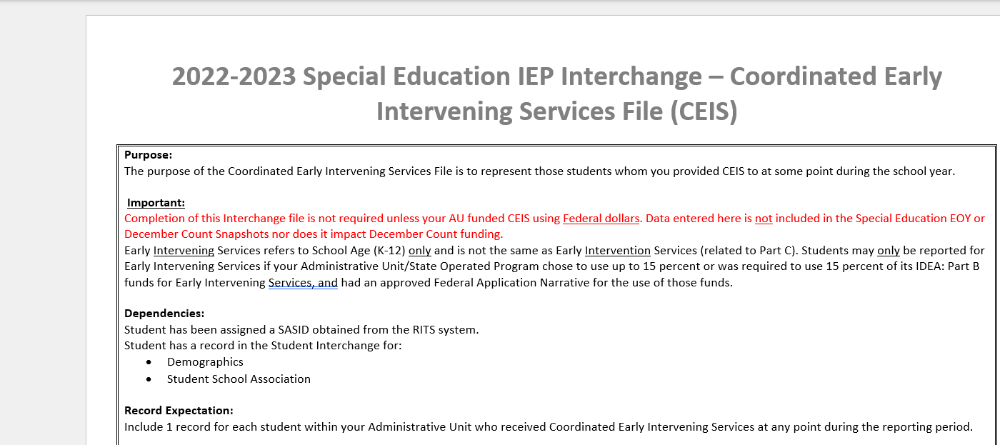 2022-2023 Special Education IEP Interchange – Coordinated Early
Intervening Services File (CEIS)
Purpose:
The purpose of the Coordinated Early Intervening Services File is to represent those students whom you provided CEIS to at some point during the school year.
Important:
Completion of this Interchange file is not required unless your AU funded CEIS using Federal dollars. Data entered here is not included in the Special Education EOY or
December Count Snapshots nor does it impact December Count funding.
Early Intervening Services refers to School Age (K-12) only and is not the same as Early Intervention Services (related to Part C). Students may only be reported for
Early Intervening Services if your Administrative Unit/State Operated Program chose to use up to 15 percent or was required to use 15 percent of its IDEA: Part B
funds for Early Intervening Services, and had an approved Federal Application Narrative for the use of those funds.
Dependencies:
Student has been assigned a SASID obtained from the RITS system.
Student has a record in the Student Interchange for:
• Demographics
• Student School Association
Record Expectation:
Include 1 record for each student within your Administrative Unit who received Coordinated Early Intervening Services at any point during the reporting period.